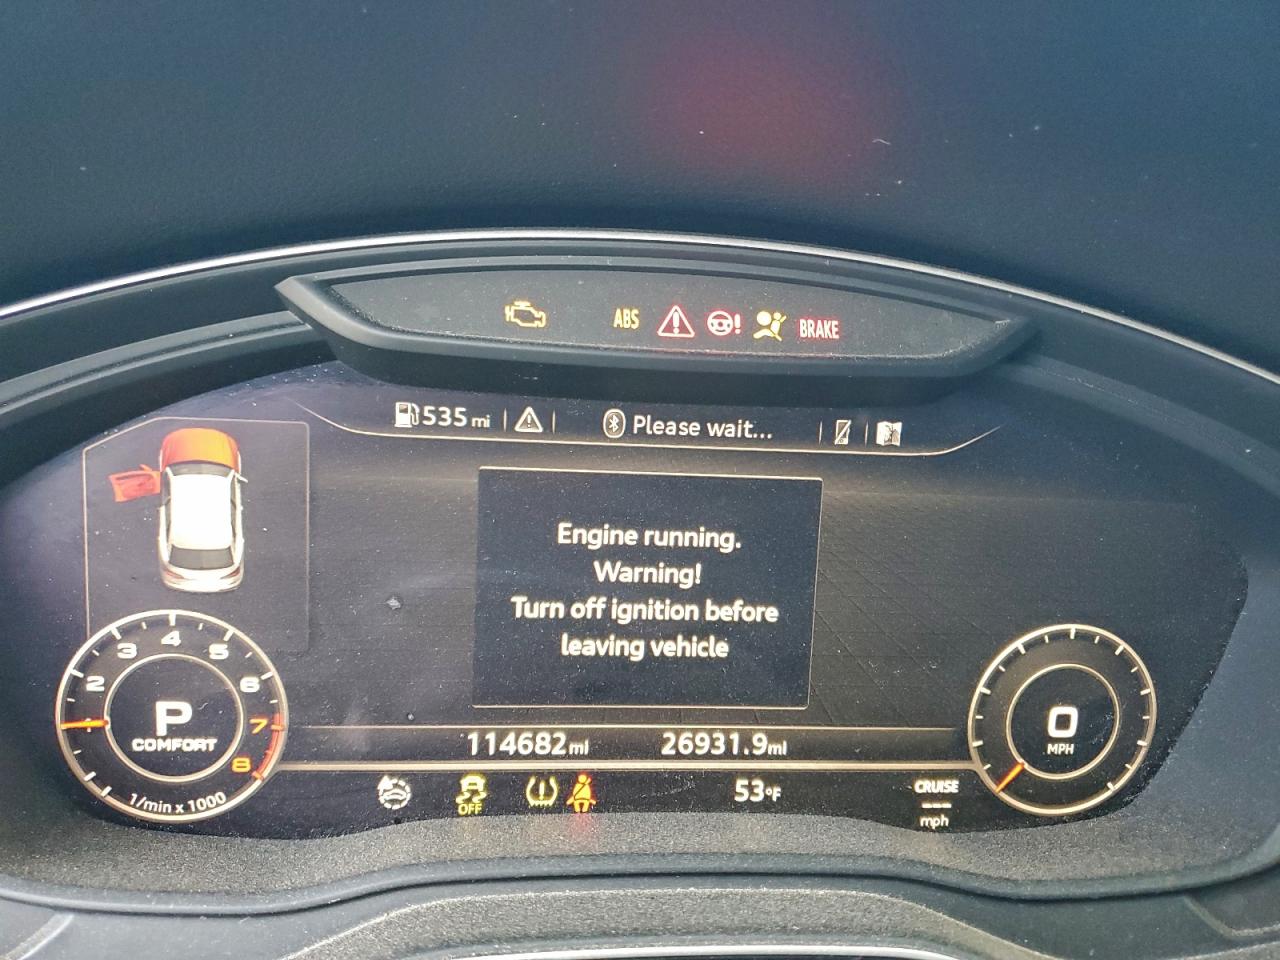 ABS
BRAKE
535 mi
Please wait...
Engine running.
Warning!
Turn off ignition before
leaving vehicle
2 3 4 5 6 7 8
P
COMFORT
1/min x 1000
0
MPH
114682 mi
26931.9 mi
OFF
53°F
CRUISE
---
mph